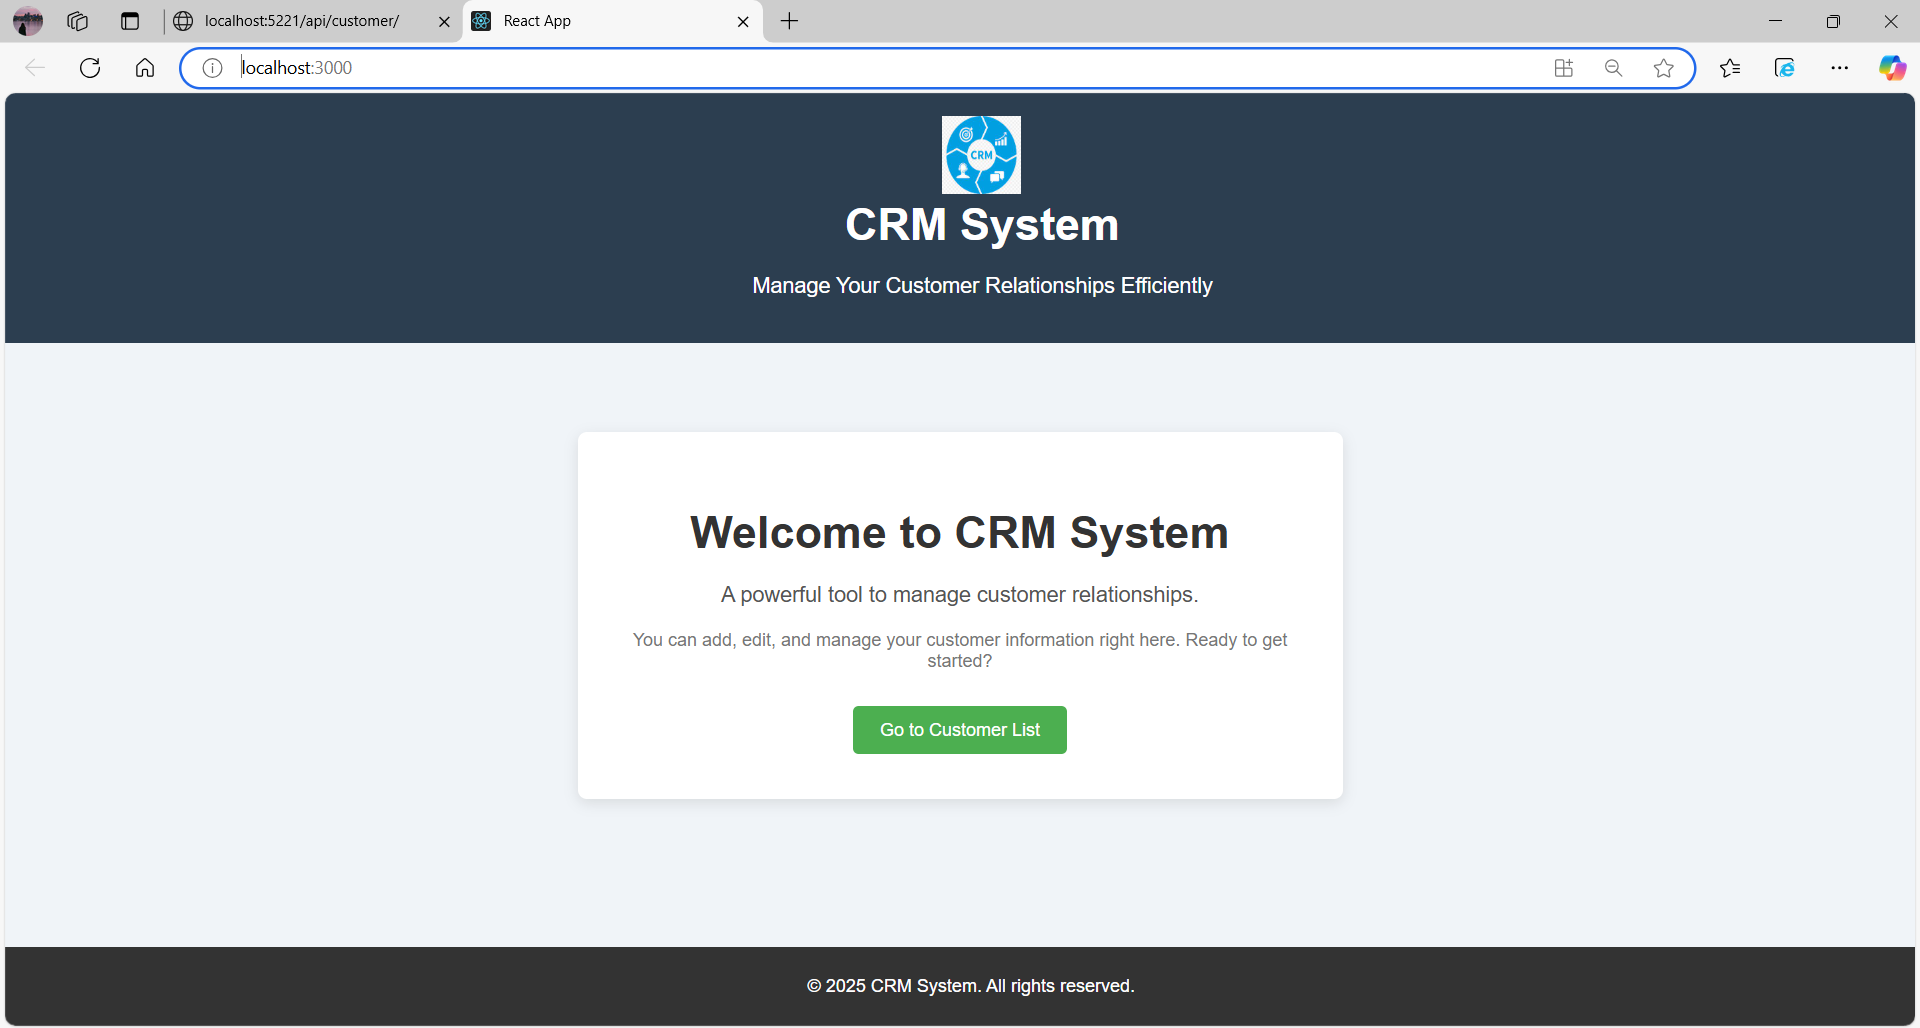 localhost:5221/api/customer/
React App
localhost:3000
CRM
CRM System
Manage Your Customer Relationships Efficiently
Welcome to CRM System
A powerful tool to manage customer relationships.
You can add, edit, and manage your customer information right here. Ready to get
started?
Go to Customer List
© 2025 CRM System. All rights reserved.